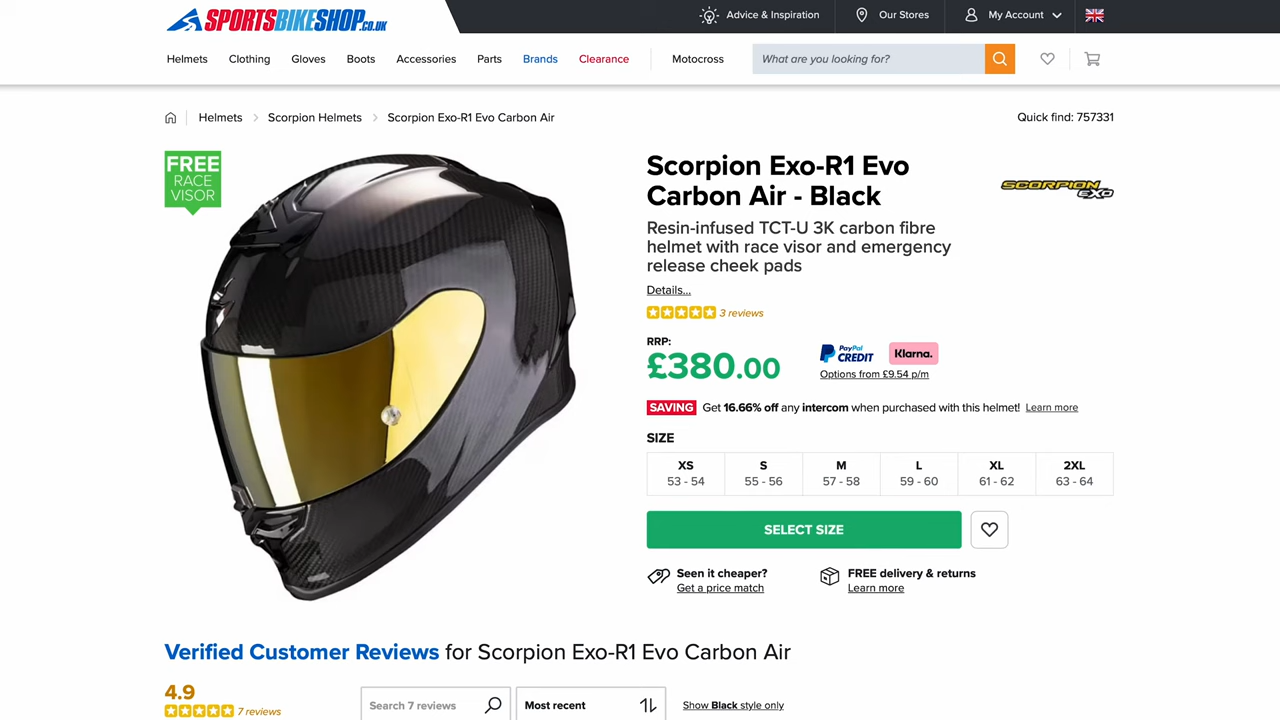 SPORTSBIKESHOP.CO.UK
Advice & Inspiration
Our Stores
My Account
Helmets
Clothing
Gloves
Boots
Accessories
Parts
Brands
Clearance
Motocross
What are you looking for?
Helmets
Scorpion Helmets
Scorpion Exo-R1 Evo Carbon Air
Quick find: 757331
FREE
RACE
VISOR
Scorpion Exo-R1 Evo
Carbon Air - Black
SCORPION
EXO
Resin-infused TCT-U 3K carbon fibre
helmet with race visor and emergency
release cheek pads
Details...
3 reviews
RRP:
£380.00
PayPal
CREDIT
Klarna.
Options from £9.54 p/m
SAVING Get 16.66% off any intercom when purchased with this helmet! Learn more
SIZE
XS
53 - 54
S
55 - 56
M
57 - 58
L
59 - 60
XL
61 - 62
2XL
63 - 64
SELECT SIZE
Seen it cheaper?
Get a price match
FREE delivery & returns
Learn more
Verified Customer Reviews for Scorpion Exo-R1 Evo Carbon Air
4.9
7 reviews
Search 7 reviews
Most recent
Show Black style only